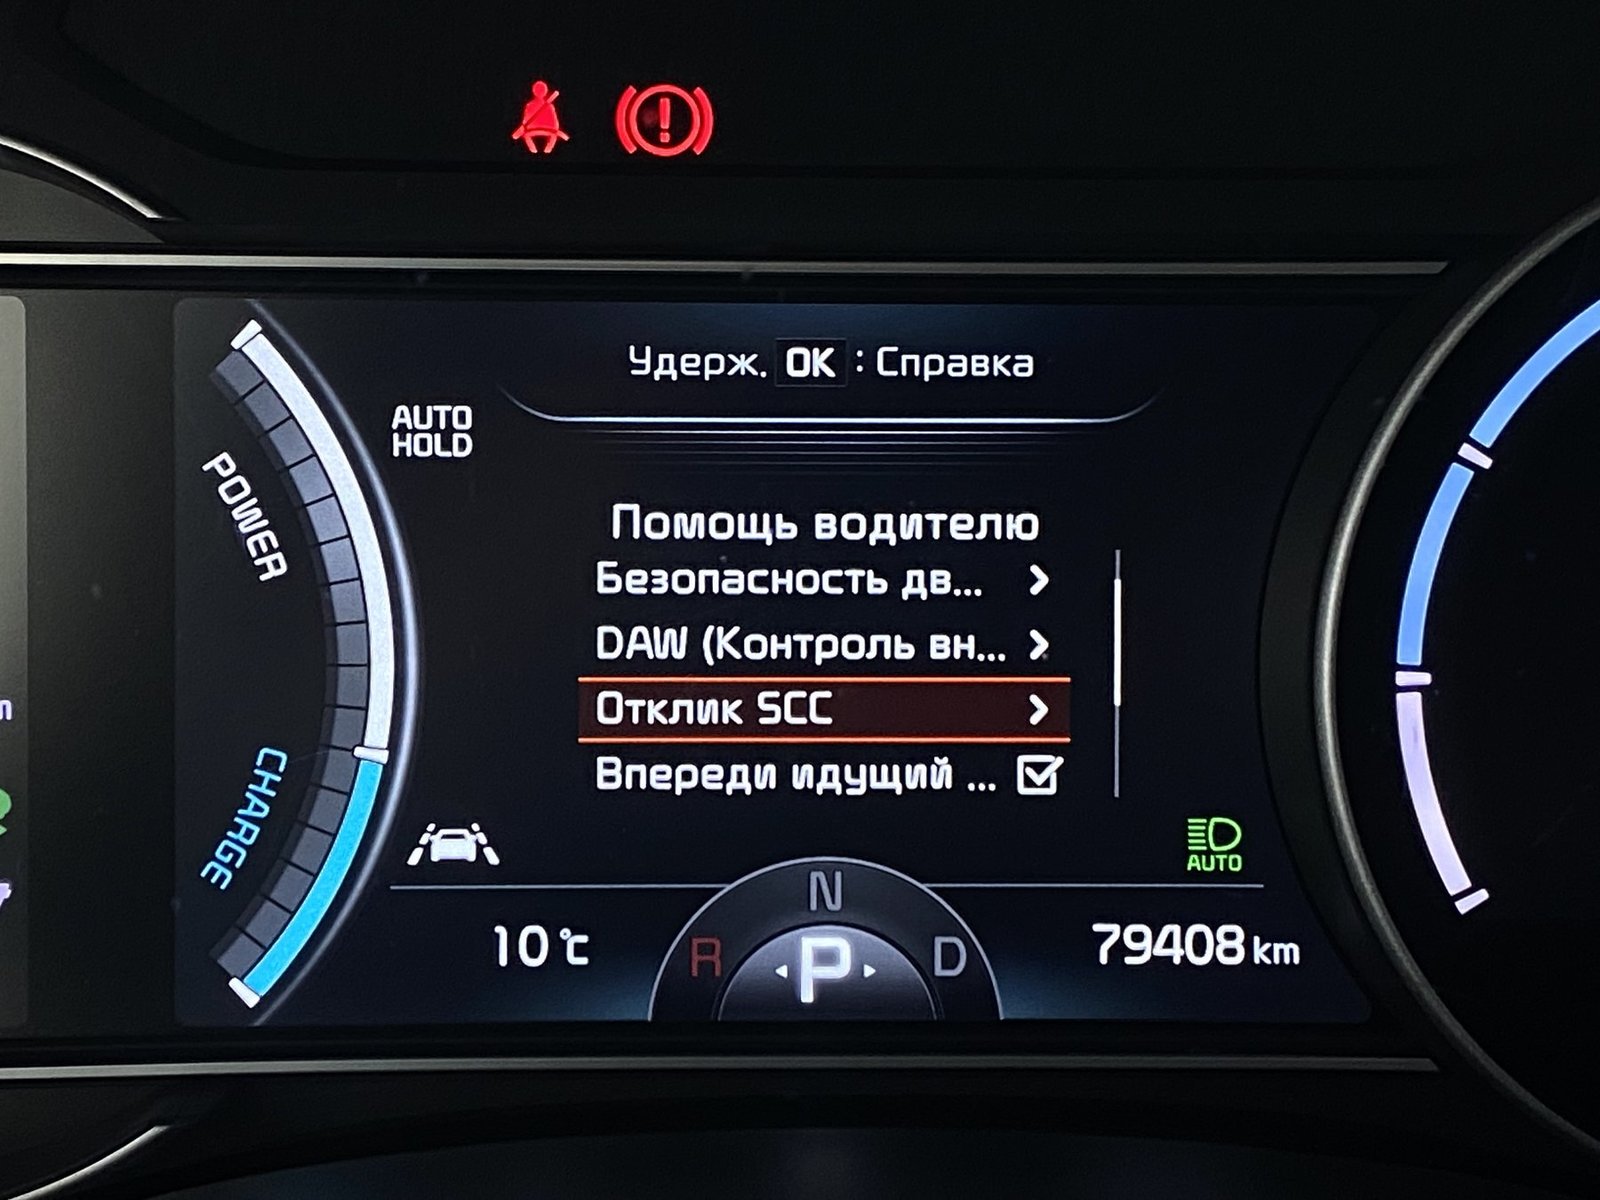 Удерж. OK : Справка
AUTO
HOLD
POWER
CHARGE
Помощь водителю
Безопасность дв...
DAW (Контроль вн...
Отклик SCC
Впереди идущий ...
AUTO
10 °C
R N D
P
79408 km